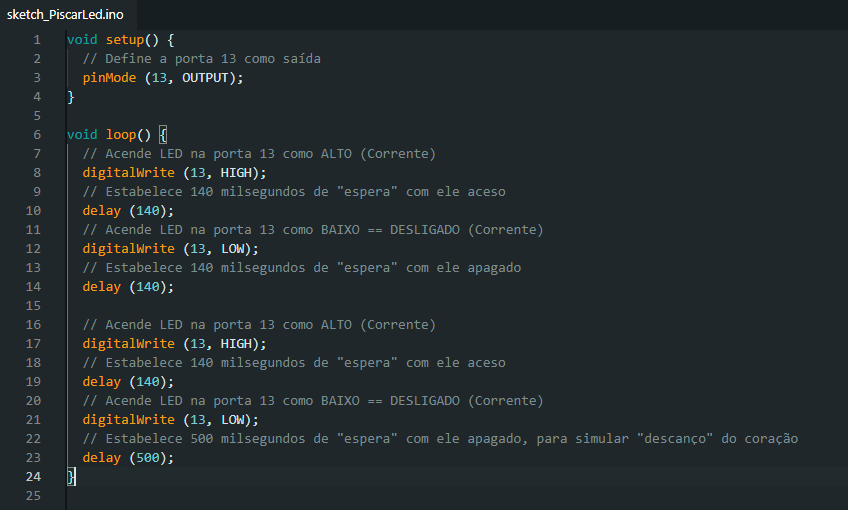 sketch_PiscarLed.ino
1 void setup() {
2 // Define a porta 13 como saída
3 pinMode (13, OUTPUT);
4 }
5
6 void loop() {
7 // Acende LED na porta 13 como ALTO (Corrente)
8 digitalWrite (13, HIGH);
9 // Estabelece 140 milsegundos de "espera" com ele aceso
10 delay (140);
11 // Acende LED na porta 13 como BAIXO == DESLIGADO (Corrente)
12 digitalWrite (13, LOW);
13 // Estabelece 140 milsegundos de "espera" com ele apagado
14 delay (140);
15
16 // Acende LED na porta 13 como ALTO (Corrente)
17 digitalWrite (13, HIGH);
18 // Estabelece 140 milsegundos de "espera" com ele aceso
19 delay (140);
20 // Acende LED na porta 13 como BAIXO == DESLIGADO (Corrente)
21 digitalWrite (13, LOW);
22 // Estabelece 500 milsegundos de "espera" com ele apagado, para simular "descanço" do coração
23 delay (500);
24 }
25